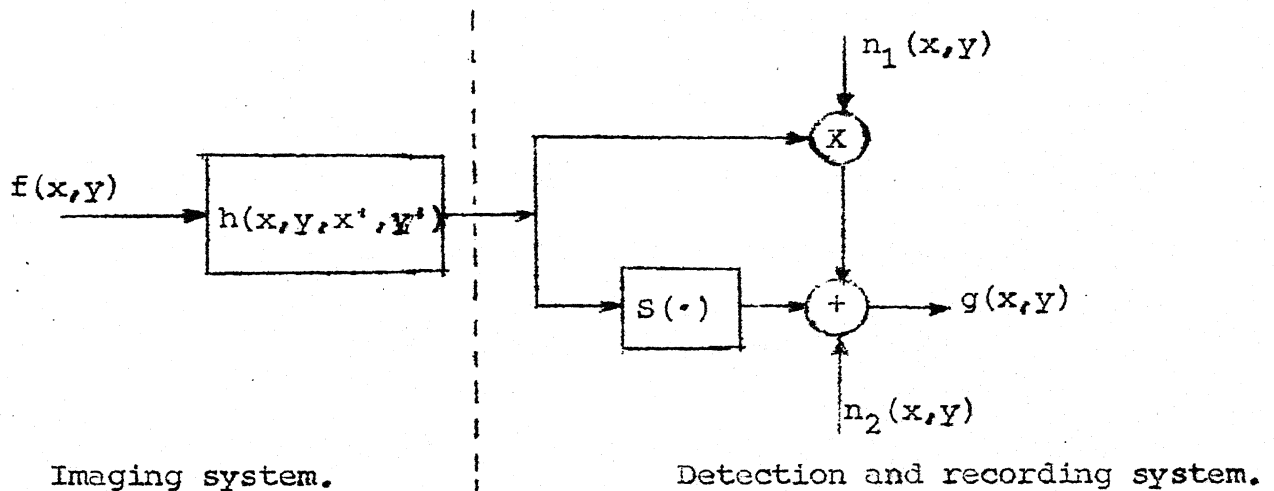 n₁(x,y)
X
f(x,y)
h(x,y,x',y')
S(·)
+
g(x,y)
n₂(x,y)
Imaging system.
Detection and recording system.